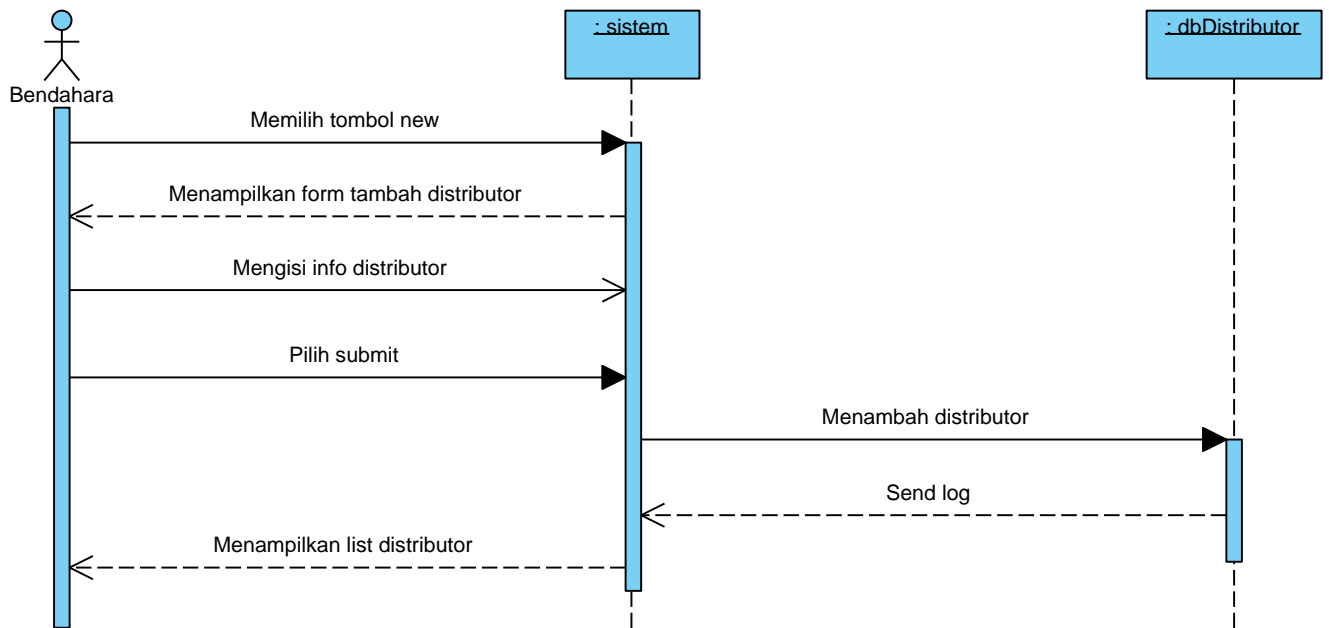 : sistem
: dbDistributor
Bendahara
Memilih tombol new
Menampilkan form tambah distributor
Mengisi info distributor
Pilih submit
Menambah distributor
Send log
Menampilkan list distributor